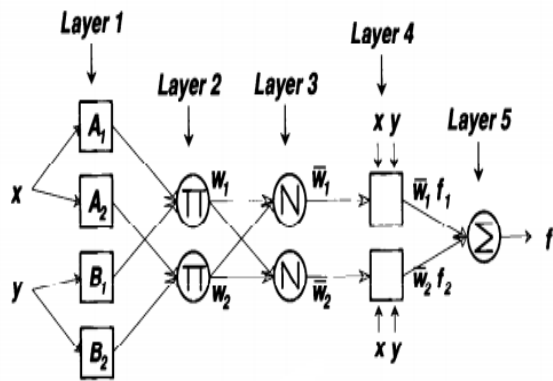 Layer 1
Layer 2
Layer 3
Layer 4
Layer 5
x
y
A₁
A₂
B₁
B₂
Π
Π
w₁
w₂
N
N
w̅₁
w̅₂
x y
x y
w̅₁ f₁
w̅₂ f₂
Σ
f